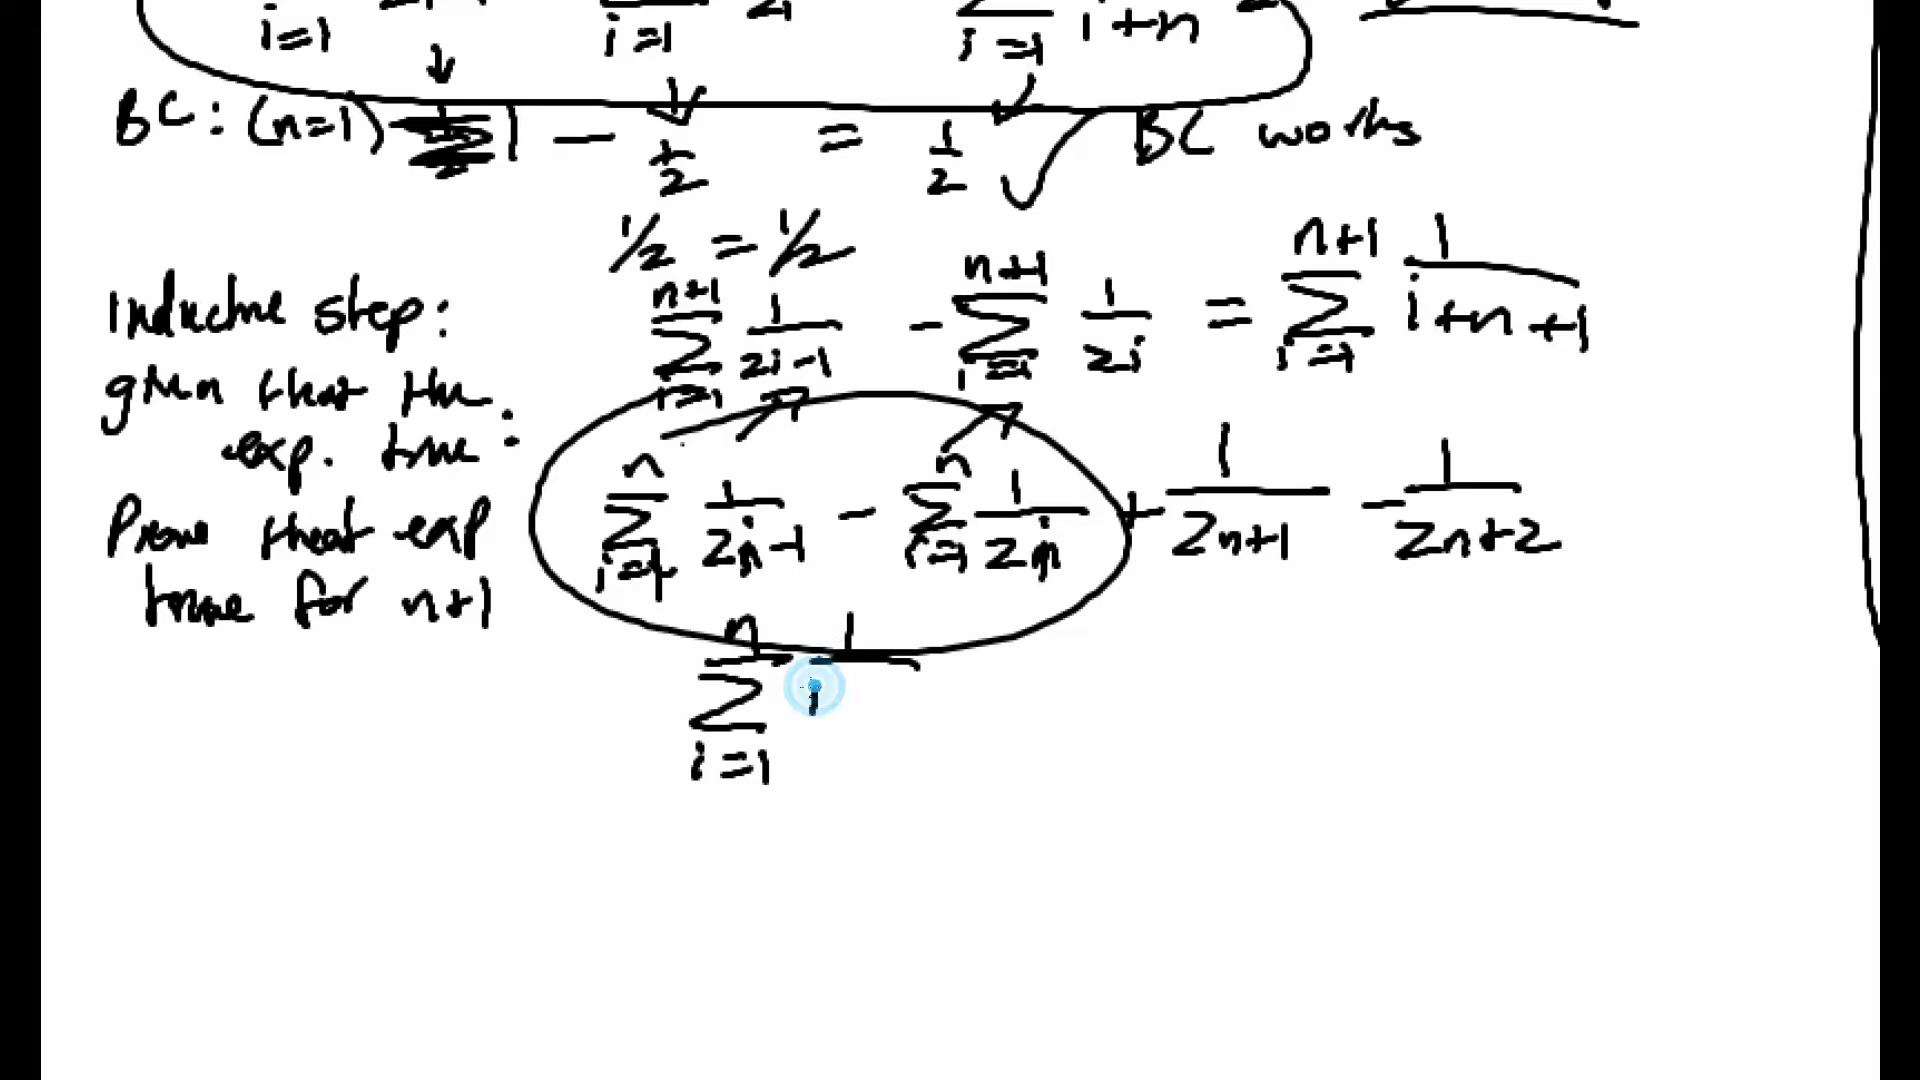 i=1 i=1 2i i=1 i+n
BC: (n=1) 1 - 1/2 = 1/2 ✓ BC works
1/2 = 1/2
Inductive step: n+1 ∑ i=1 1/2i-1 - n+1 ∑ i=1 1/2i = n+1 ∑ i=1 1/i+n+1
given that the
exp. true:
n ∑ i=1 1/2i-1 - n ∑ i=1 1/2i + 1/2n+1 - 1/2n+2
Prove that exp
true for n+1
n ∑ i=1 1/i